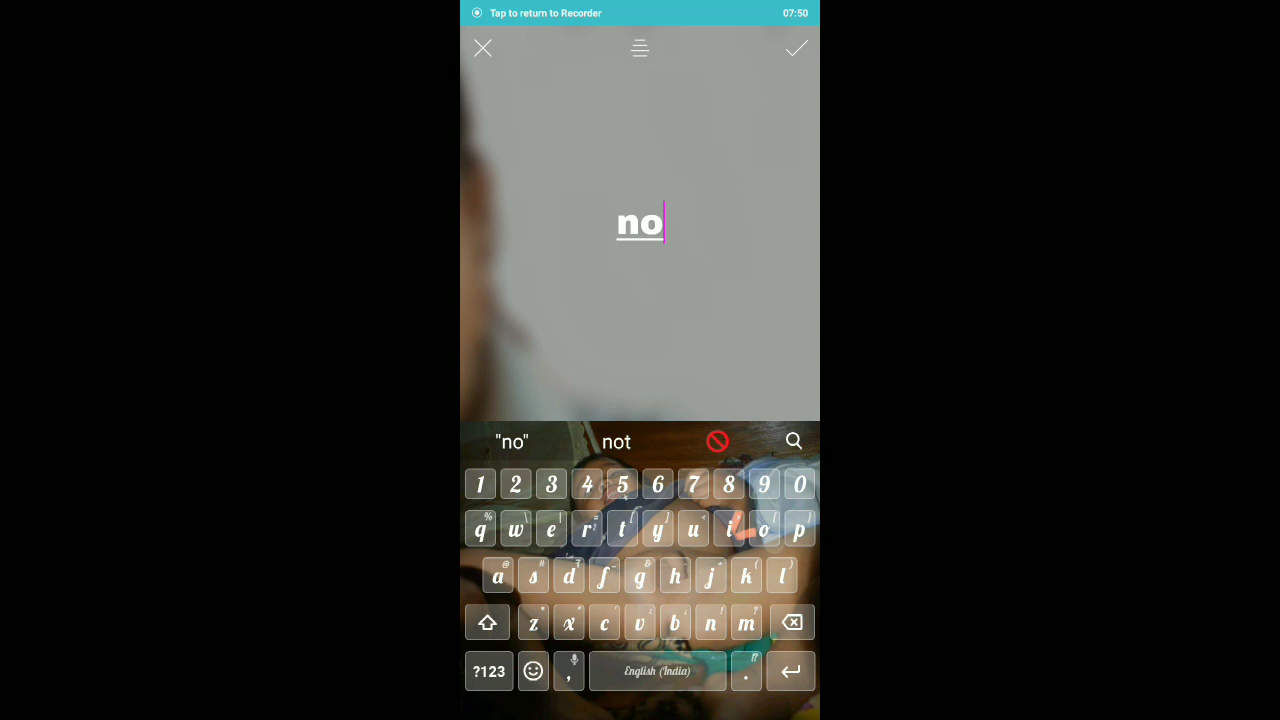 Tap to return to Recorder 07:50
no
"no" not
1 2 3 4 5 6 7 8 9 0
q w e r t y u i o p
a s d f g h j k l
z x c v b n m
?123 , English (India) .